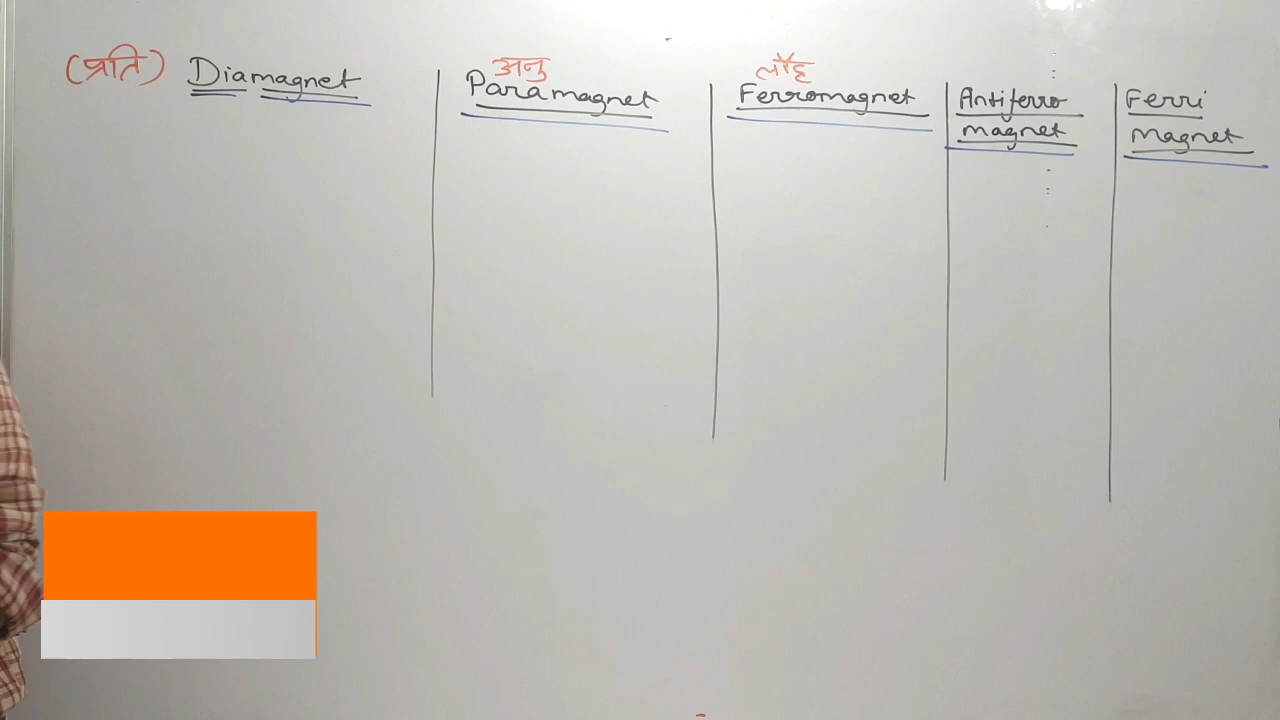 (प्रति) Diamagnet
अनु
Paramagnet
लौह
Ferromagnet
Antiferro
magnet
Ferri
Magnet